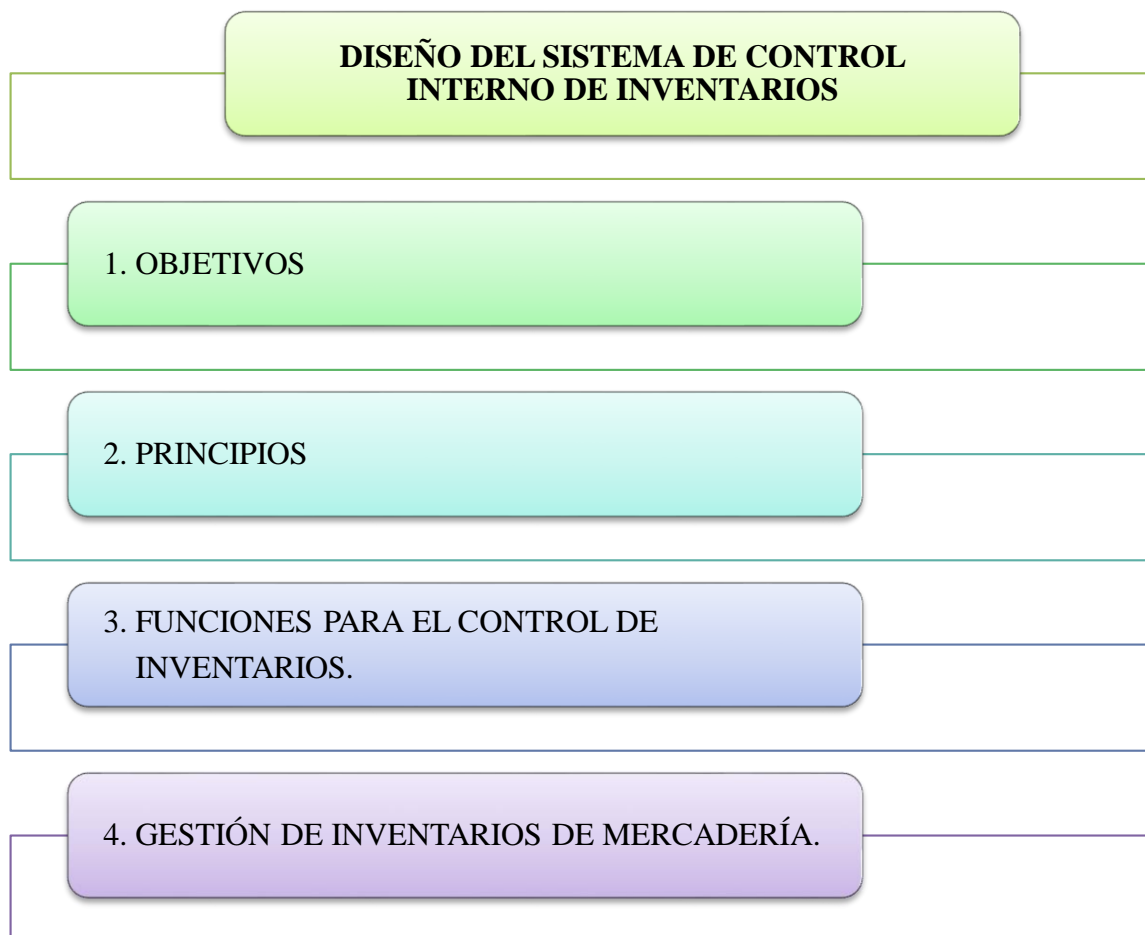 DISEÑO DEL SISTEMA DE CONTROL
INTERNO DE INVENTARIOS
1. OBJETIVOS
2. PRINCIPIOS
3. FUNCIONES PARA EL CONTROL DE
INVENTARIOS.
4. GESTIÓN DE INVENTARIOS DE MERCADERÍA.